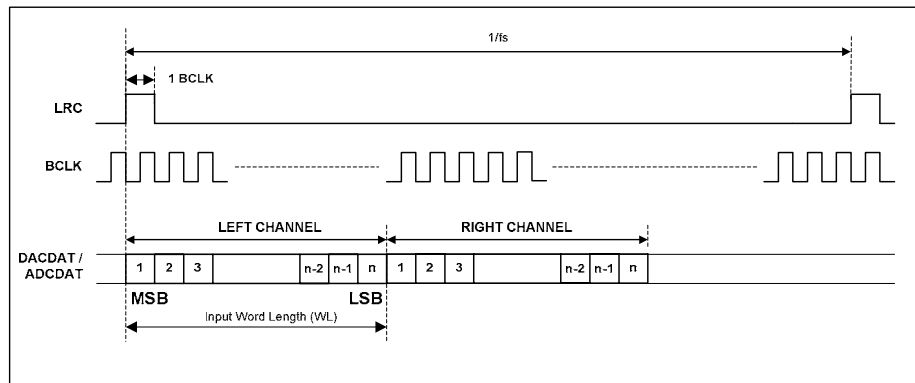 1/fs
1 BCLK
LRC
BCLK
LEFT CHANNEL
RIGHT CHANNEL
DACDAT /
ADCDAT
1 2 3 n-2 n-1 n 1 2 3 n-2 n-1 n
MSB
LSB
Input Word Length (WL)